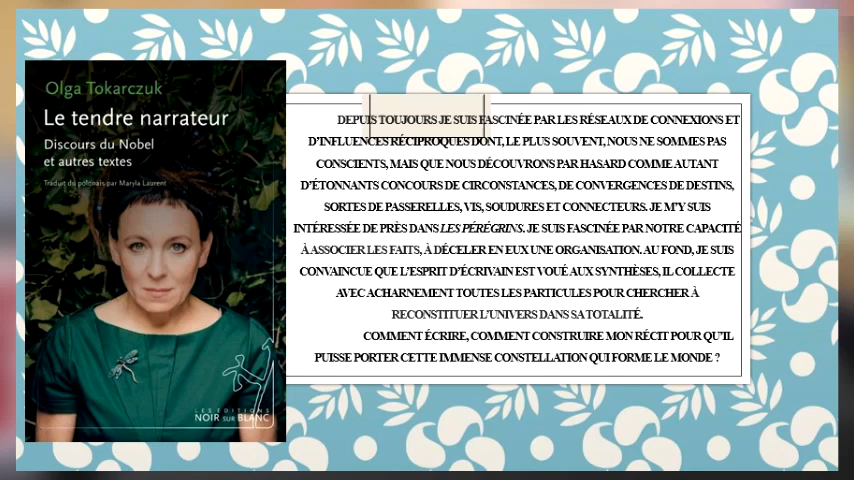 Olga Tokarczuk
Le tendre narrateur
Discours du Nobel
et autres textes
Traduit du polonais par Maryla Laurent
LES ÉDITIONS
NOIR SUR BLANC
DEPUIS TOUJOURS JE SUIS FASCINÉE PAR LES RÉSEAUX DE CONNEXIONS ET
D'INFLUENCES RÉCIPROQUES DONT, LE PLUS SOUVENT, NOUS NE SOMMES PAS
CONSCIENTS, MAIS QUE NOUS DÉCOUVRONS PAR HASARD COMME AUTANT
D'ÉTONNANTS CONCOURS DE CIRCONSTANCES, DE CONVERGENCES DE DESTINS,
SORTES DE PASSERELLES, VIS, SOUDURES ET CONNECTEURS. JE M'Y SUIS
INTÉRESSÉE DE PRÈS DANS LES PÉRÉGRINS. JE SUIS FASCINÉE PAR NOTRE CAPACITÉ
À ASSOCIER LES FAITS, À DÉCELER EN EUX UNE ORGANISATION. AU FOND, JE SUIS
CONVAINCUE QUE L'ESPRIT D'ÉCRIVAIN EST VOUÉ AUX SYNTHÈSES, IL COLLECTE
AVEC ACHARNEMENT TOUTES LES PARTICULES POUR CHERCHER À
RECONSTITUER L'UNIVERS DANS SA TOTALITÉ.
COMMENT ÉCRIRE, COMMENT CONSTRUIRE MON RÉCIT POUR QU'IL
PUISSE PORTER CETTE IMMENSE CONSTELLATION QUI FORME LE MONDE ?